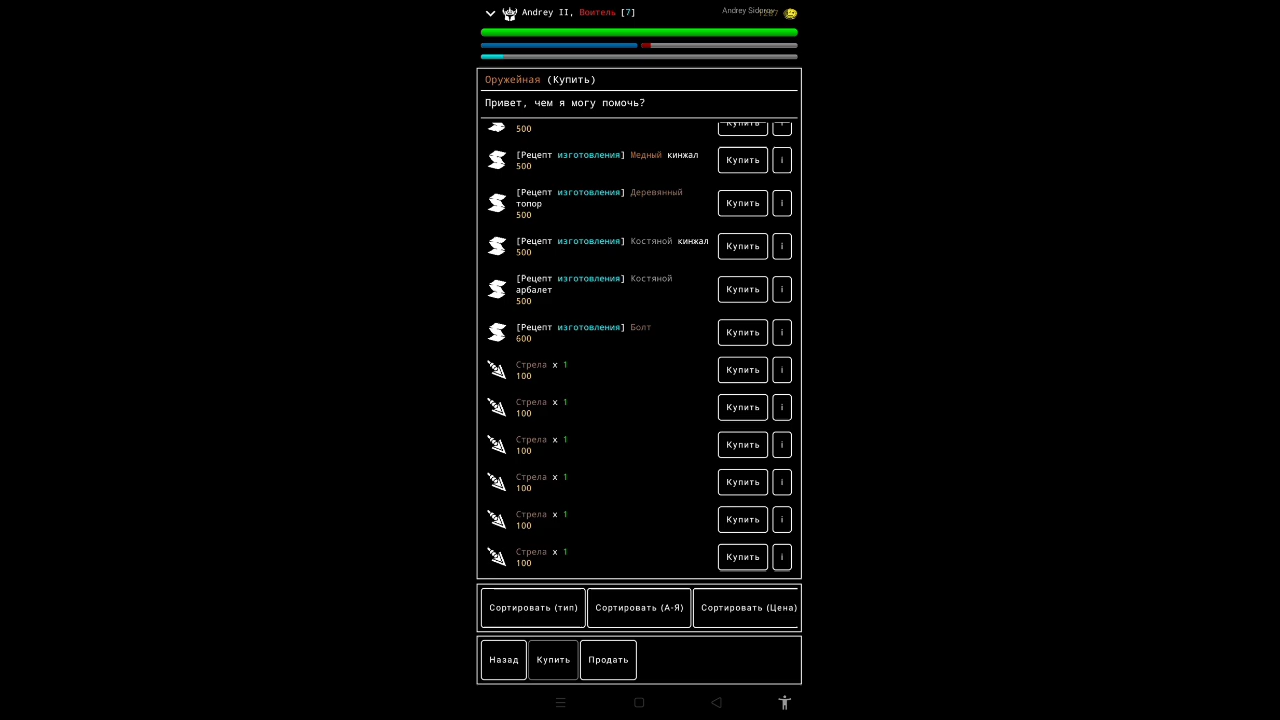 Andrey II, Воитель [7]
Andrey Sidorov
Оружейная (Купить)
Привет, чем я могу помочь?
500
Купить
i
[Рецепт изготовления] Медный кинжал
500
Купить
i
[Рецепт изготовления] Деревянный
топор
500
Купить
i
[Рецепт изготовления] Костяной кинжал
500
Купить
i
[Рецепт изготовления] Костяной
арбалет
500
Купить
i
[Рецепт изготовления] Болт
600
Купить
i
Стрела x 1
100
Купить
i
Стрела x 1
100
Купить
i
Стрела x 1
100
Купить
i
Стрела x 1
100
Купить
i
Стрела x 1
100
Купить
i
Стрела x 1
100
Купить
i
Сортировать (тип)
Сортировать (А-Я)
Сортировать (Цена)
Назад
Купить
Продать